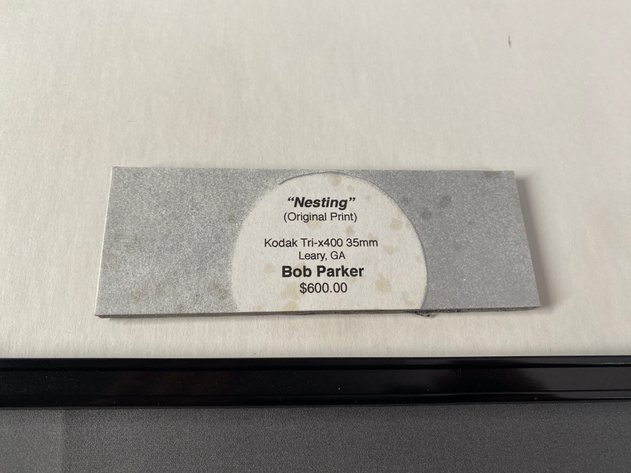 “Nesting”
(Original Print)
Kodak Tri-x400 35mm
Leary, GA
Bob Parker
$600.00